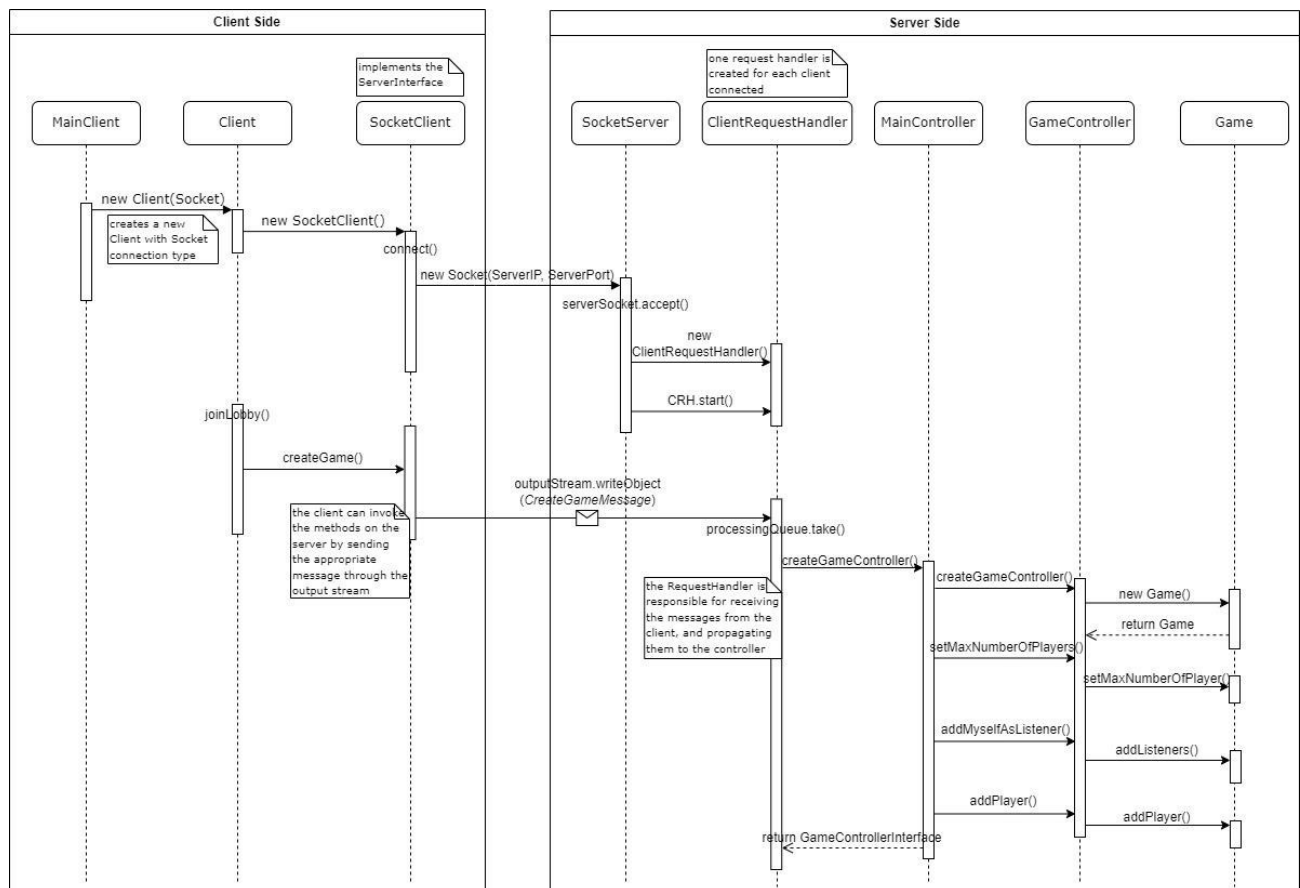 Client Side
Server Side
implements the
ServerInterface
one request handler is
created for each client
connected
MainClient
Client
SocketClient
SocketServer
ClientRequestHandler
MainController
GameController
Game
new Client(Socket)
creates a new
Client with Socket
connection type
new SocketClient()
connect()
new Socket(ServerIP, ServerPort)
serverSocket.accept()
new
ClientRequestHandler()
CRH.start()
joinLobby()
createGame()
outputStream.writeObject
(CreateGameMessage)
the client can invoke
the methods on the
server by sending
the appropriate
message through the
output stream
processingQueue.take()
createGameController()
the RequestHandler is
responsible for receiving
the messages from the
client, and propagating
them to the controller
createGameController()
new Game()
return Game
setMaxNumberOfPlayers()
setMaxNumberOfPlayer()
addMyselfAsListener()
addListeners()
addPlayer()
addPlayer()
return GameControllerInterface